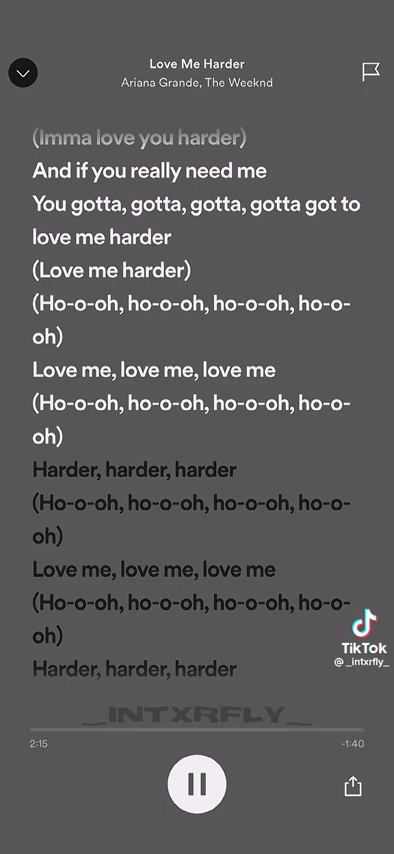 Love Me Harder
Ariana Grande, The Weeknd
(Imma love you harder)
And if you really need me
You gotta, gotta, gotta, gotta got to
love me harder
(Love me harder)
(Ho-o-oh, ho-o-oh, ho-o-oh, ho-o-
oh)
Love me, love me, love me
(Ho-o-oh, ho-o-oh, ho-o-oh, ho-o-
oh)
Harder, harder, harder
(Ho-o-oh, ho-o-oh, ho-o-oh, ho-o-
oh)
Love me, love me, love me
(Ho-o-oh, ho-o-oh, ho-o-oh, ho-o-
oh)
Harder, harder, harder
TikTok
@_intxrfly_
_INTXRFLY_
2:15
-1:40